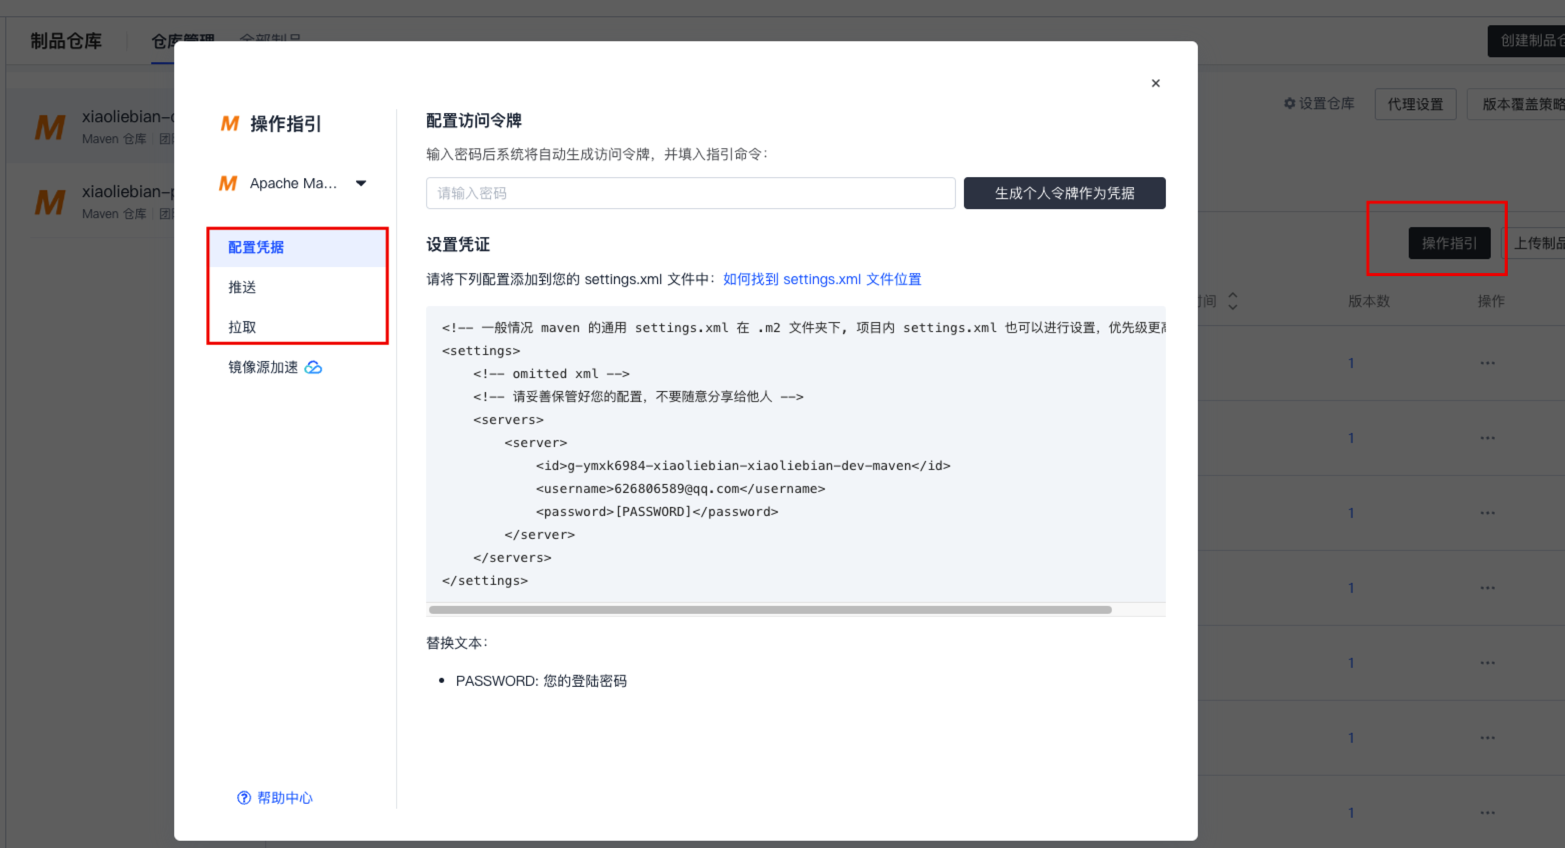 制品仓库
仓库管理
全部制品
创建制品仓
xiaoliebian-
Maven 仓库
xiaoliebian-
Maven 仓库
设置仓库
代理设置
版本覆盖策略
操作指引
上传制品
版本数
操作
1
1
1
1
1
1
1
操作指引
Apache Ma...
配置凭据
推送
拉取
镜像源加速
帮助中心
配置访问令牌
输入密码后系统将自动生成访问令牌，并填入指引命令：
请输入密码
生成个人令牌作为凭据
设置凭证
请将下列配置添加到您的 settings.xml 文件中： 如何找到 settings.xml 文件位置
<!-- 一般情况 maven 的通用 settings.xml 在 .m2 文件夹下, 项目内 settings.xml 也可以进行设置，优先级更高
<settings>
<!-- omitted xml -->
<!-- 请妥善保管好您的配置，不要随意分享给他人 -->
<servers>
<server>
<id>g-ymxk6984-xiaoliebian-xiaoliebian-dev-maven</id>
<username>626806589@qq.com</username>
<password>[PASSWORD]</password>
</server>
</servers>
</settings>
替换文本：
• PASSWORD: 您的登陆密码